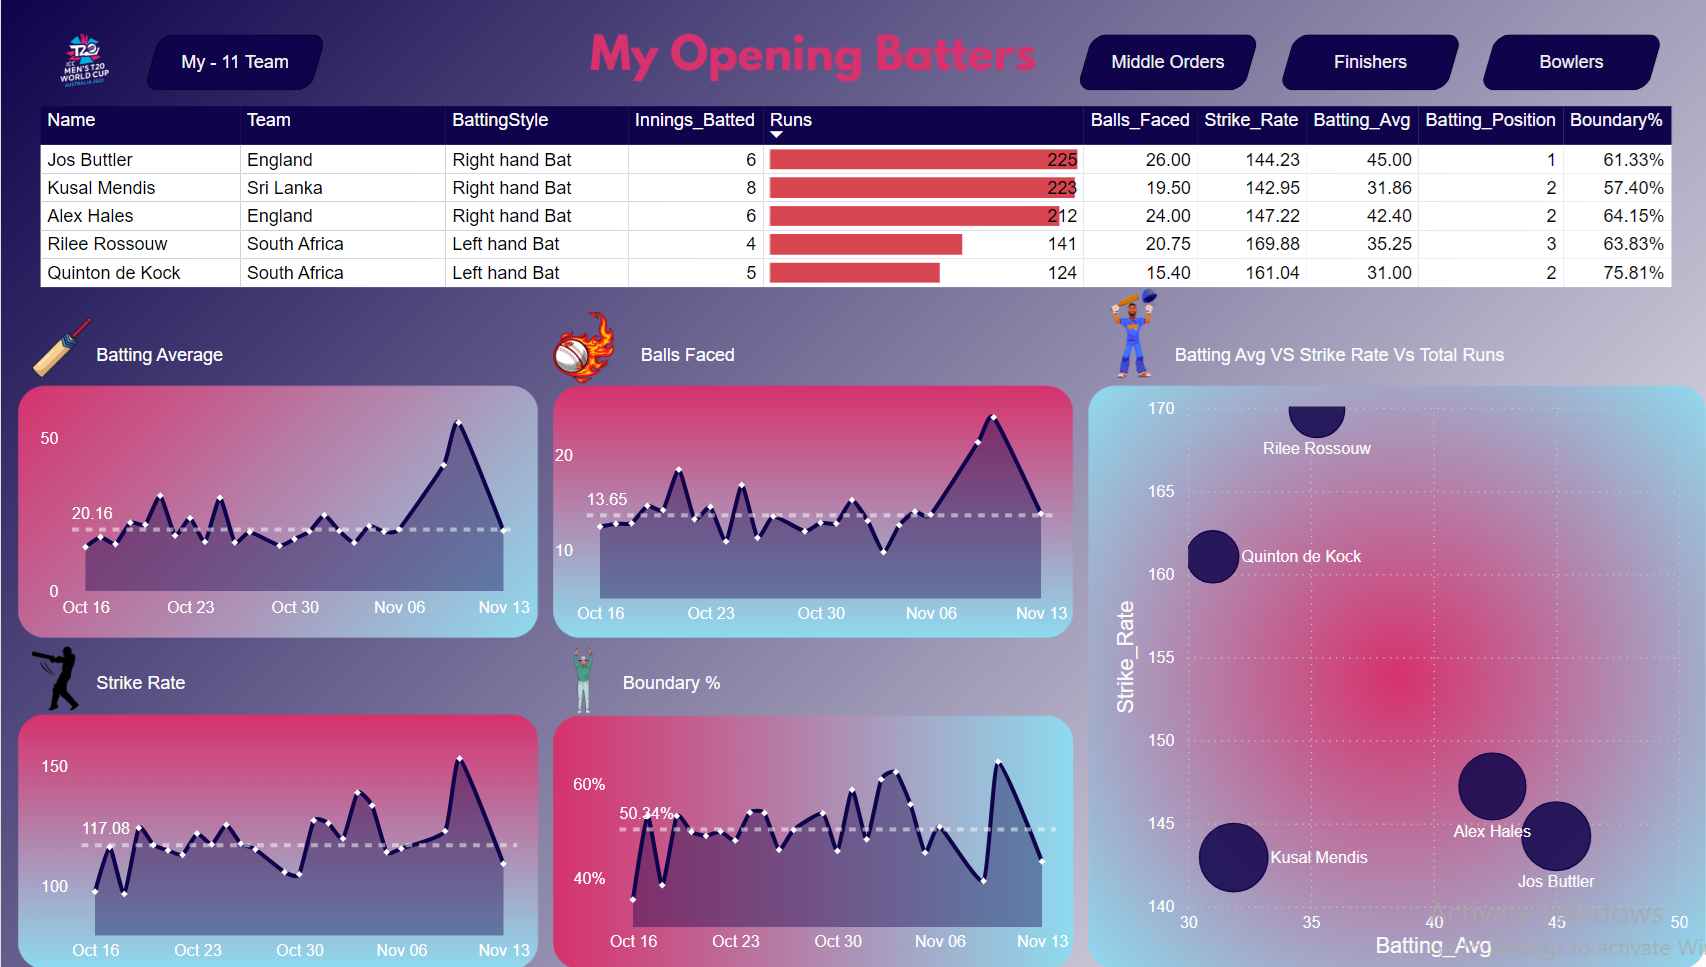 T20
ICC
MEN'S T20
WORLD CUP
AUSTRALIA 2022
My - 11 Team
My Opening Batters
Middle Orders
Finishers
Bowlers
Name Team BattingStyle Innings_Batted Runs Balls_Faced Strike_Rate Batting_Avg Batting_Position Boundary%
Jos Buttler England Right hand Bat 6 225 26.00 144.23 45.00 1 61.33%
Kusal Mendis Sri Lanka Right hand Bat 8 223 19.50 142.95 31.86 2 57.40%
Alex Hales England Right hand Bat 6 212 24.00 147.22 42.40 2 64.15%
Rilee Rossouw South Africa Left hand Bat 4 141 20.75 169.88 35.25 3 63.83%
Quinton de Kock South Africa Left hand Bat 5 124 15.40 161.04 31.00 2 75.81%
Batting Average
50
20.16
0
Oct 16 Oct 23 Oct 30 Nov 06 Nov 13
Balls Faced
20
13.65
10
Oct 16 Oct 23 Oct 30 Nov 06 Nov 13
Strike Rate
150
117.08
100
Oct 16 Oct 23 Oct 30 Nov 06 Nov 13
Boundary %
60%
50.34%
40%
Oct 16 Oct 23 Oct 30 Nov 06 Nov 13
Batting Avg VS Strike Rate Vs Total Runs
170
Rilee Rossouw
165
Quinton de Kock
160
155
Strike_Rate
150
145
Alex Hales
Kusal Mendis
Jos Buttler
140
30 35 40 45 50
Batting_Avg
Activate Windows
to activate Wi